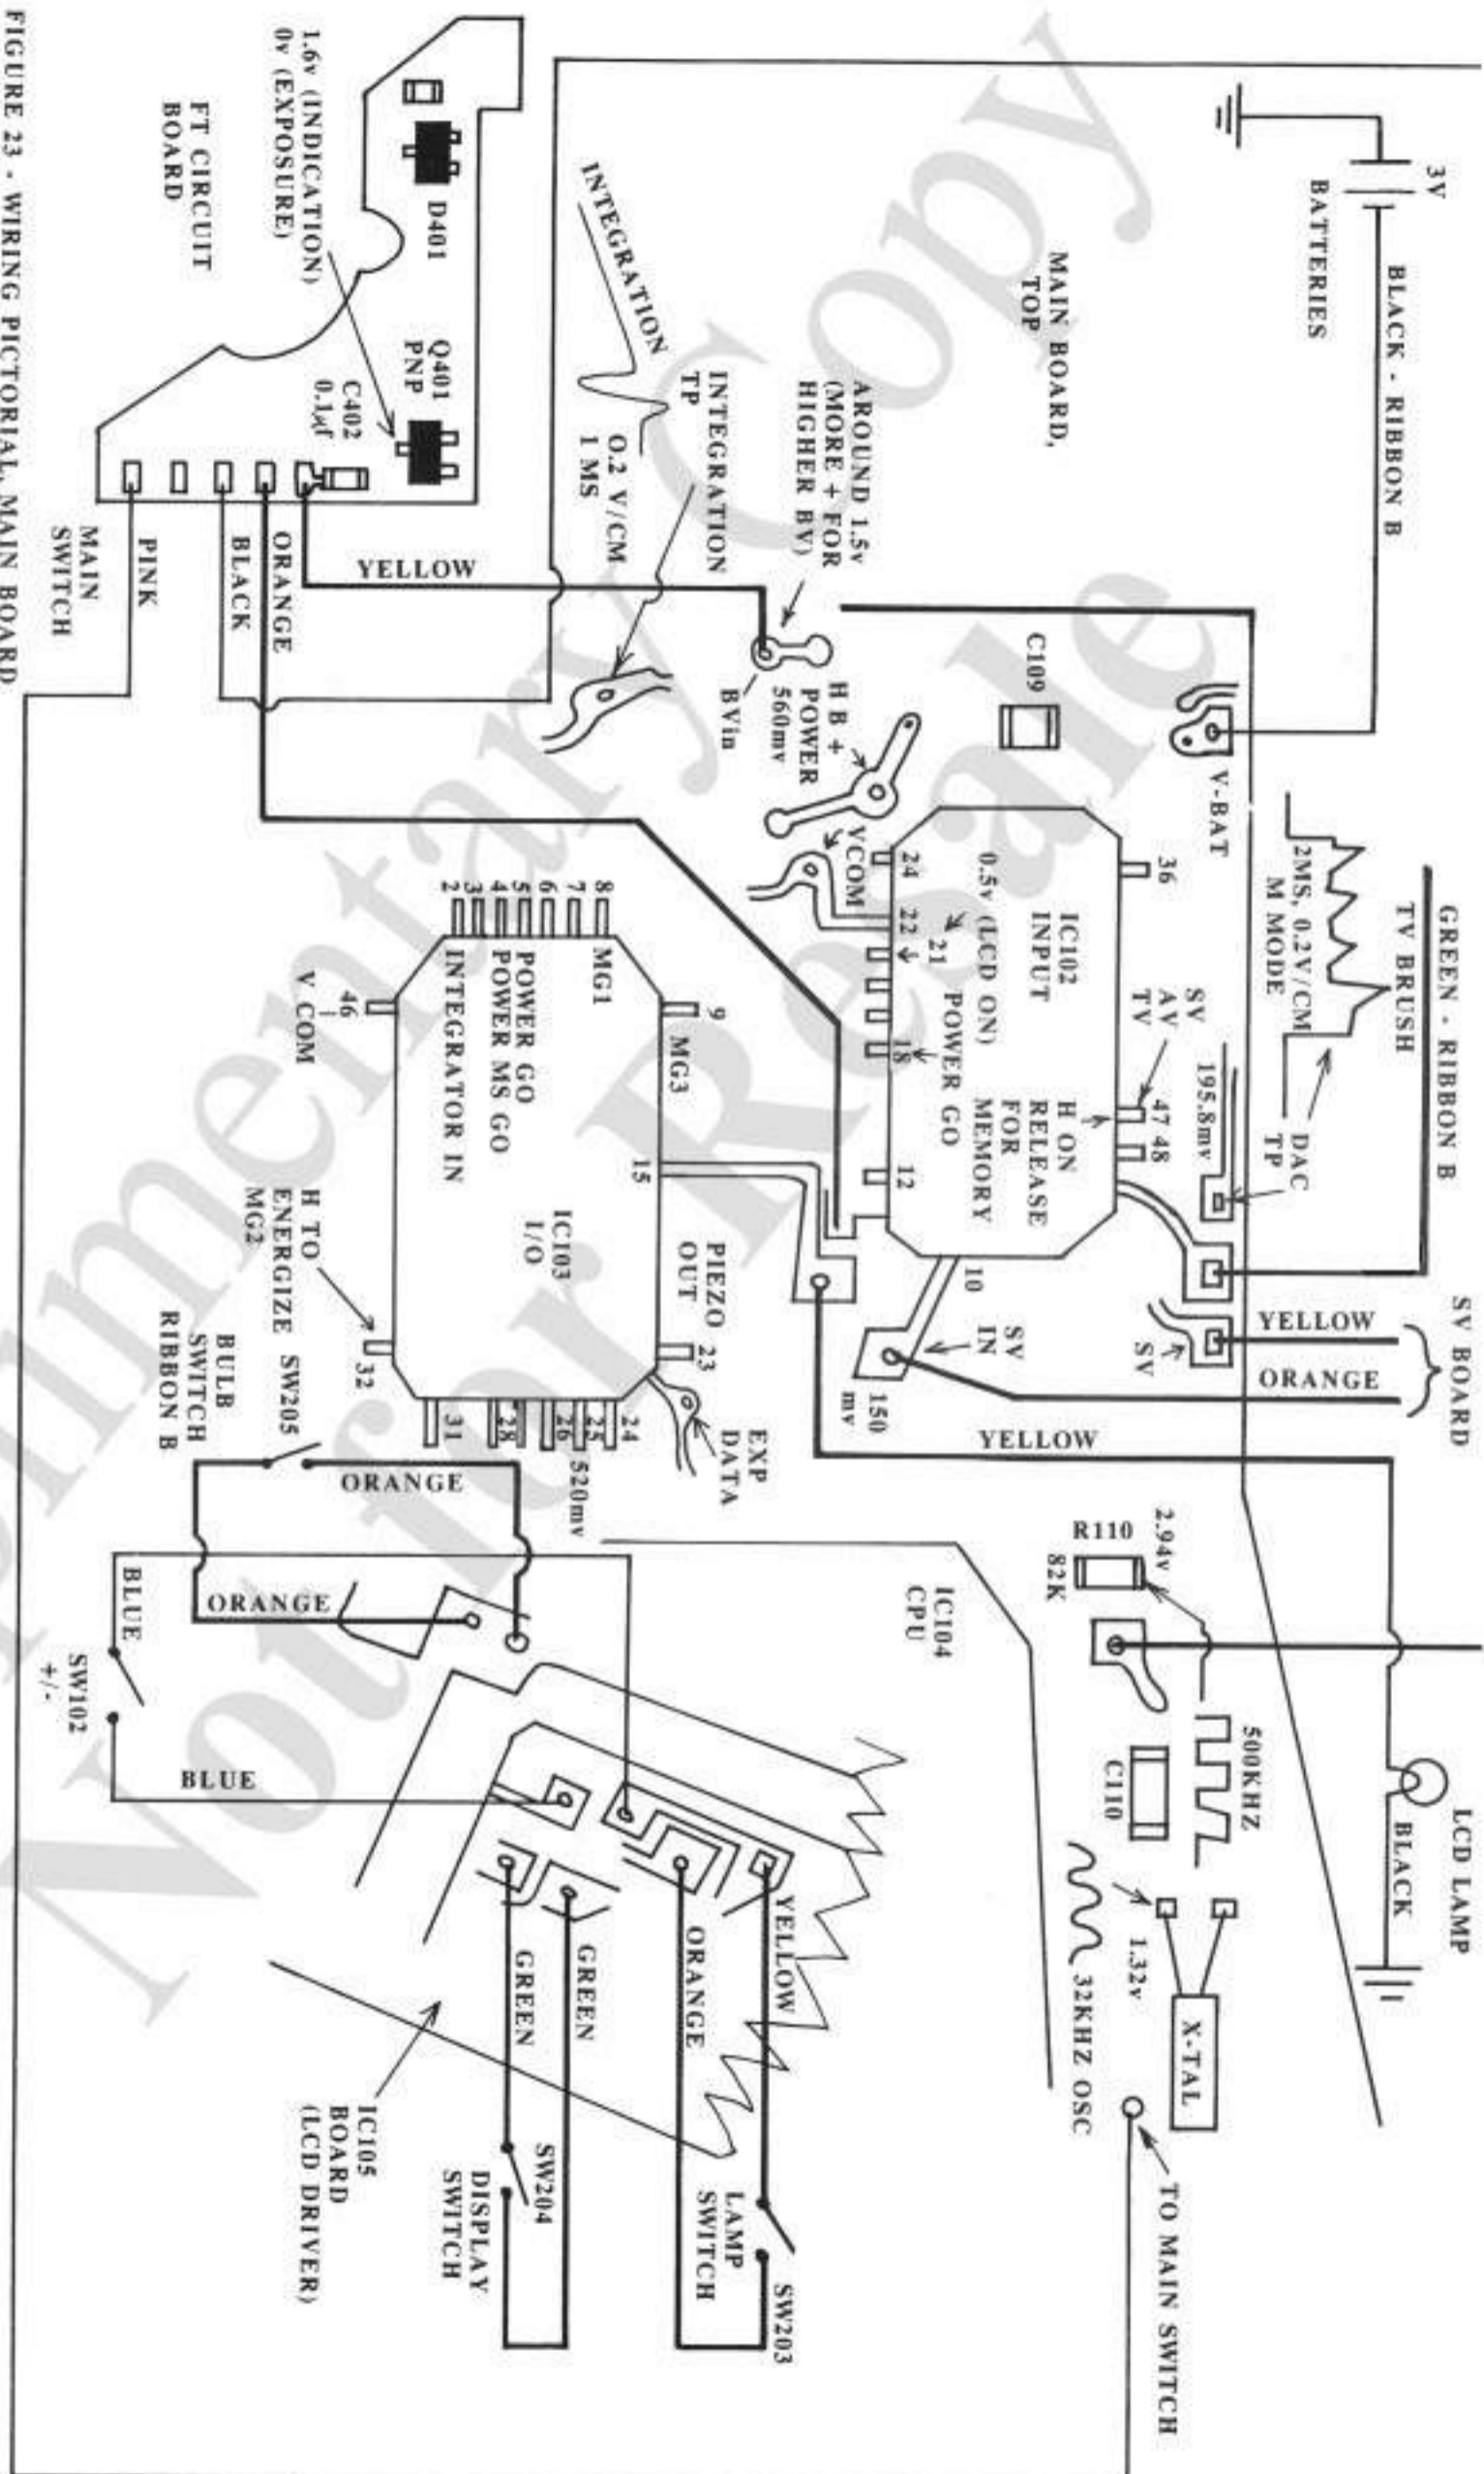 3V
BATTERIES
BLACK - RIBBON B
GREEN - RIBBON B
TV BRUSH
2MS, 0.2V/CM
M MODE
DAC
TP
195.8mv
V-BAT
SV BOARD
YELLOW
ORANGE
SV
LCD LAMP
BLACK
MAIN BOARD,
TOP
C109
36
SV
AV
TV
47 48
H ON
RELEASE
FOR
MEMORY
IC102
INPUT
0.5v (LCD ON)
21
POWER GO
24
22
18
12
10
SV
IN
150
mv
VCOM
H B +
POWER
560mv
AROUND 1.5v
(MORE + FOR
HIGHER BV)
BVin
INTEGRATION
TP
INTEGRATION
0.2 V/CM
1 MS
YELLOW
2.94v
R110
82K
500KHZ
C110
1.32v
X-TAL
32KHZ OSC
TO MAIN SWITCH
IC104
CPU
YELLOW
9
MG3
15
PIEZO
OUT
23
EXP
DATA
8
7
6
5
4
3
2
MG1
POWER GO
POWER MS GO
INTEGRATOR IN
IC103
I/O
24
25
26
28
31
520mv
46
V COM
H TO
ENERGIZE
MG2
32
SW205
BULB
SWITCH
RIBBON B
ORANGE
ORANGE
BLUE
SW102
+/-
BLUE
YELLOW
ORANGE
GREEN
GREEN
LAMP
SWITCH
SW203
SW204
DISPLAY
SWITCH
IC105
BOARD
(LCD DRIVER)
D401
Q401
PNP
C402
0.1µf
1.6v (INDICATION)
0v (EXPOSURE)
FT CIRCUIT
BOARD
YELLOW
ORANGE
BLACK
PINK
MAIN
SWITCH
FIGURE 23 - WIRING PICTORIAL, MAIN BOARD
Copy
Not for Resale